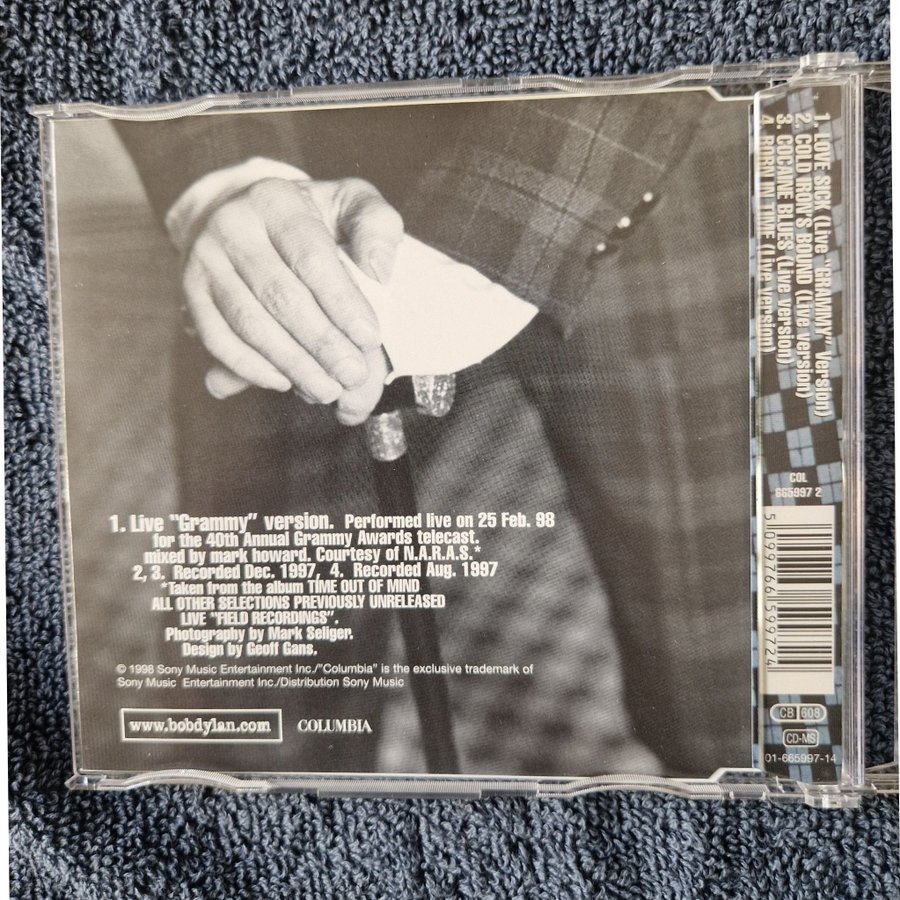 1. Live "Grammy" version. Performed live on 25 Feb. 98
for the 40th Annual Grammy Awards telecast.
mixed by mark howard. Courtesy of N.A.R.A.S.*
2, 3. Recorded Dec. 1997, 4. Recorded Aug. 1997
*Taken from the album TIME OUT OF MIND
ALL OTHER SELECTIONS PREVIOUSLY UNRELEASED
LIVE "FIELD RECORDINGS".
Photography by Mark Seliger.
Design by Geoff Gans.
© 1998 Sony Music Entertainment Inc./"Columbia" is the exclusive trademark of
Sony Music Entertainment Inc./Distribution Sony Music
www.bobdylan.com
COLUMBIA
1. LOVE SICK (Live "GRAMMY" Version)
2. COLD IRON'S BOUND (Live version)
3. COCAINE BLUES (Live version)
4. BORN IN TIME (Live version)
COL
665997 2
5 099766 599724
CB 608
CD-MS
01-665997-14